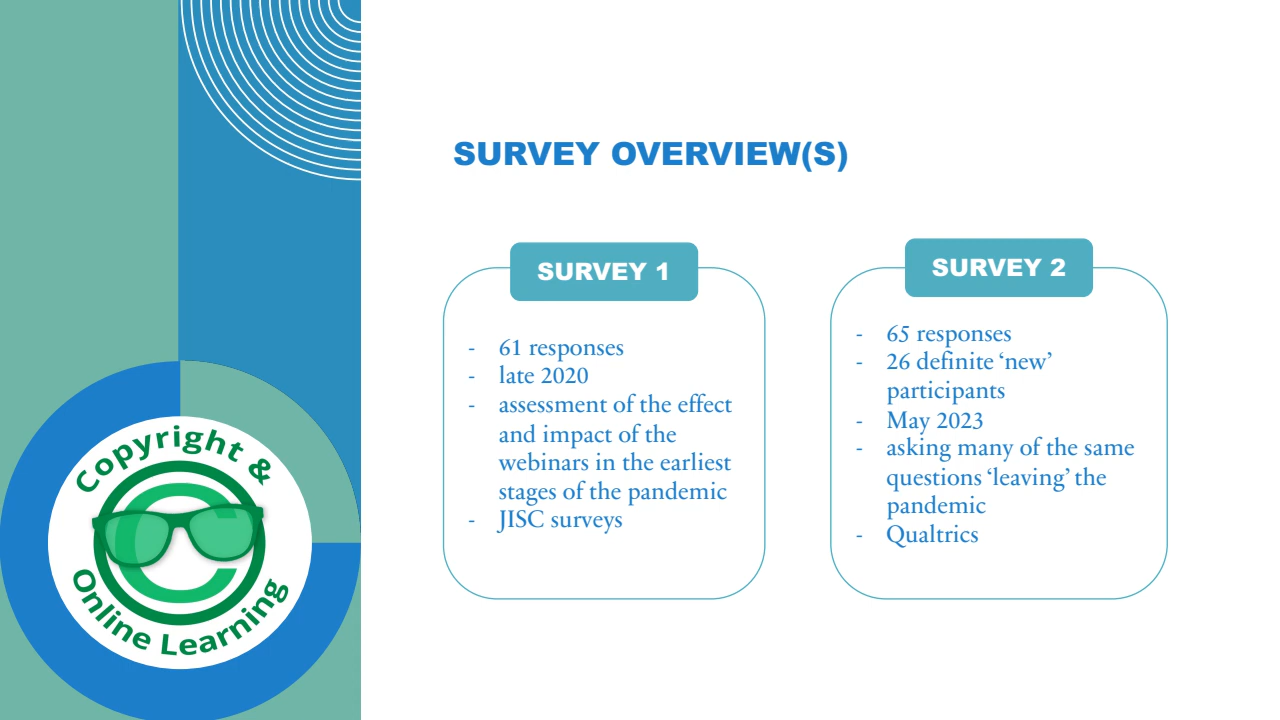 SURVEY OVERVIEW(S)
SURVEY 1
- 61 responses
- late 2020
- assessment of the effect
and impact of the
webinars in the earliest
stages of the pandemic
- JISC surveys
SURVEY 2
- 65 responses
- 26 definite ‘new’
participants
- May 2023
- asking many of the same
questions ‘leaving’ the
pandemic
- Qualtrics
Copyright &
C
Online Learning